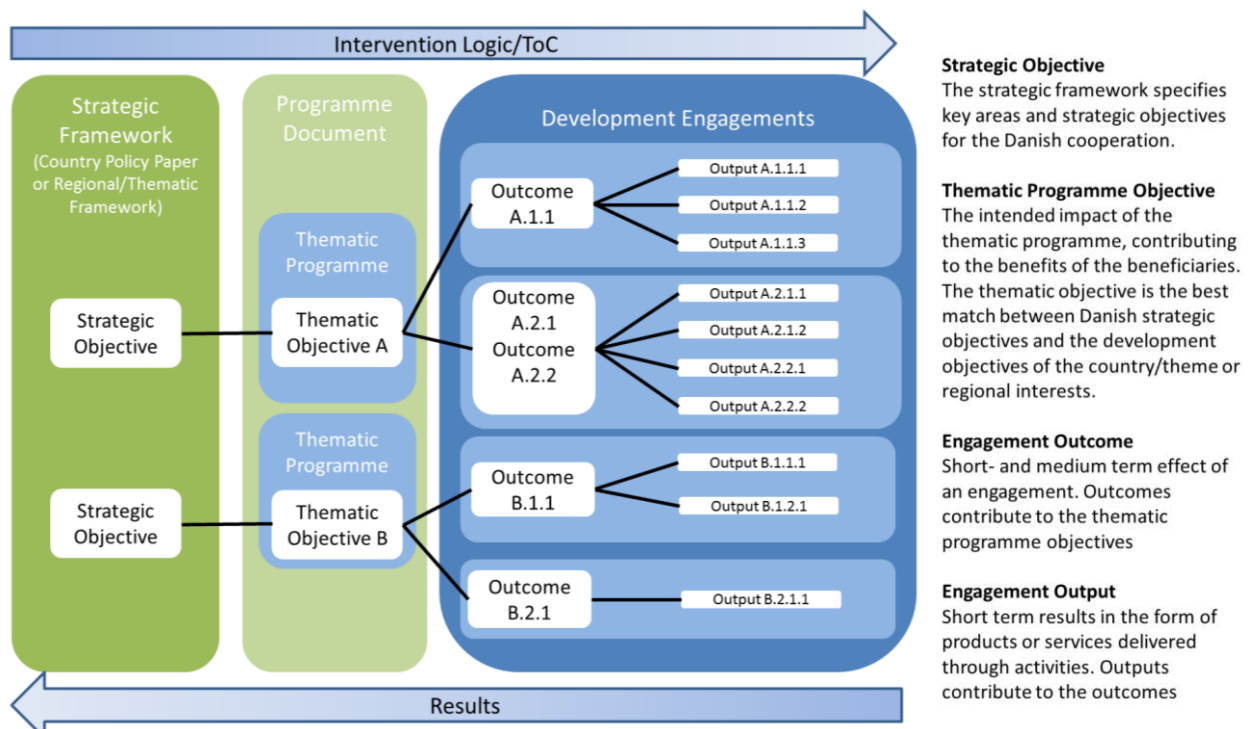 Intervention Logic/ToC
Strategic
Framework
(Country Policy Paper
or Regional/Thematic
Framework)
Strategic
Objective
Strategic
Objective
Programme
Document
Thematic
Programme
Thematic
Objective A
Thematic
Programme
Thematic
Objective B
Development Engagements
Outcome
A.1.1
Output A.1.1.1
Output A.1.1.2
Output A.1.1.3
Outcome
A.2.1
Outcome
A.2.2
Output A.2.1.1
Output A.2.1.2
Output A.2.2.1
Output A.2.2.2
Outcome
B.1.1
Output B.1.1.1
Output B.1.2.1
Outcome
B.2.1
Output B.2.1.1
Results
Strategic Objective
The strategic framework specifies
key areas and strategic objectives
for the Danish cooperation.
Thematic Programme Objective
The intended impact of the
thematic programme, contributing
to the benefits of the beneficiaries.
The thematic objective is the best
match between Danish strategic
objectives and the development
objectives of the country/theme or
regional interests.
Engagement Outcome
Short- and medium term effect of
an engagement. Outcomes
contribute to the thematic
programme objectives
Engagement Output
Short term results in the form of
products or services delivered
through activities. Outputs
contribute to the outcomes